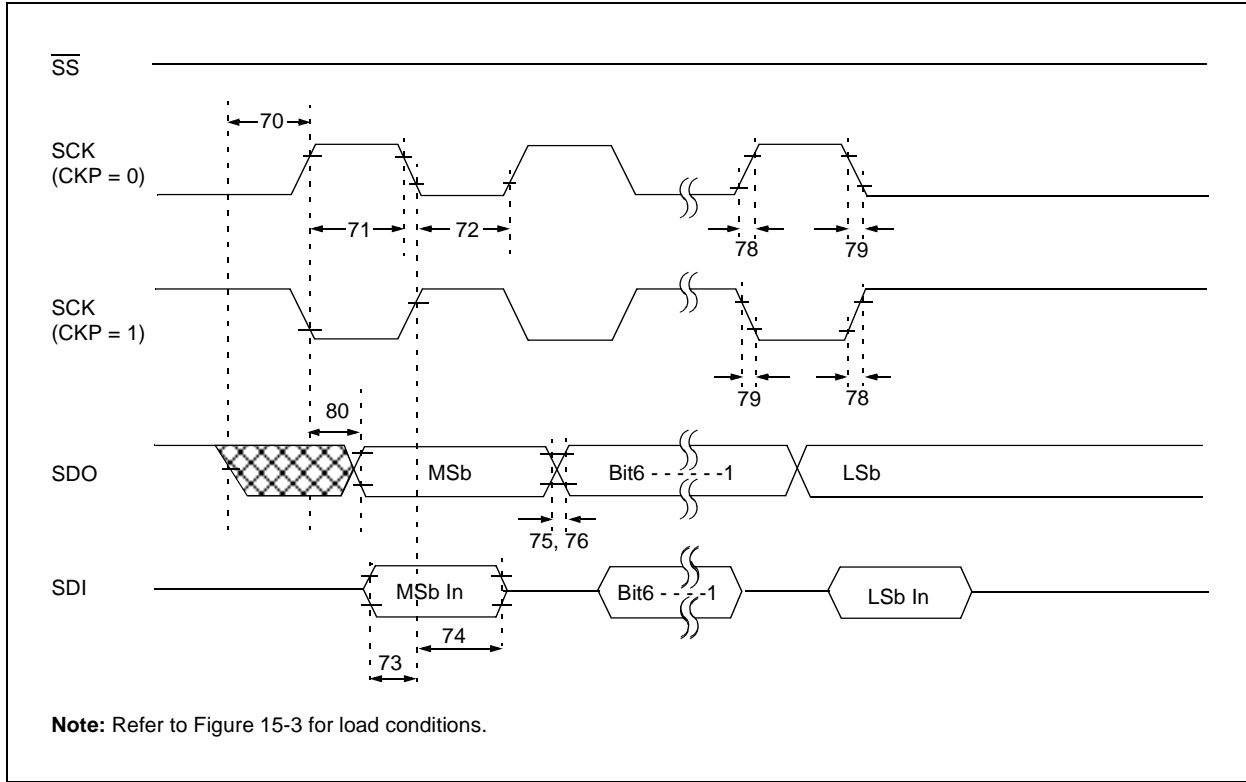 SS
70
SCK
(CKP = 0)
71
72
78
79
SCK
(CKP = 1)
79
78
80
SDO
MSb
Bit6 - - - - - -1
LSb
75, 76
SDI
MSb In
Bit6 - - - -1
LSb In
74
73
Note: Refer to Figure 15-3 for load conditions.